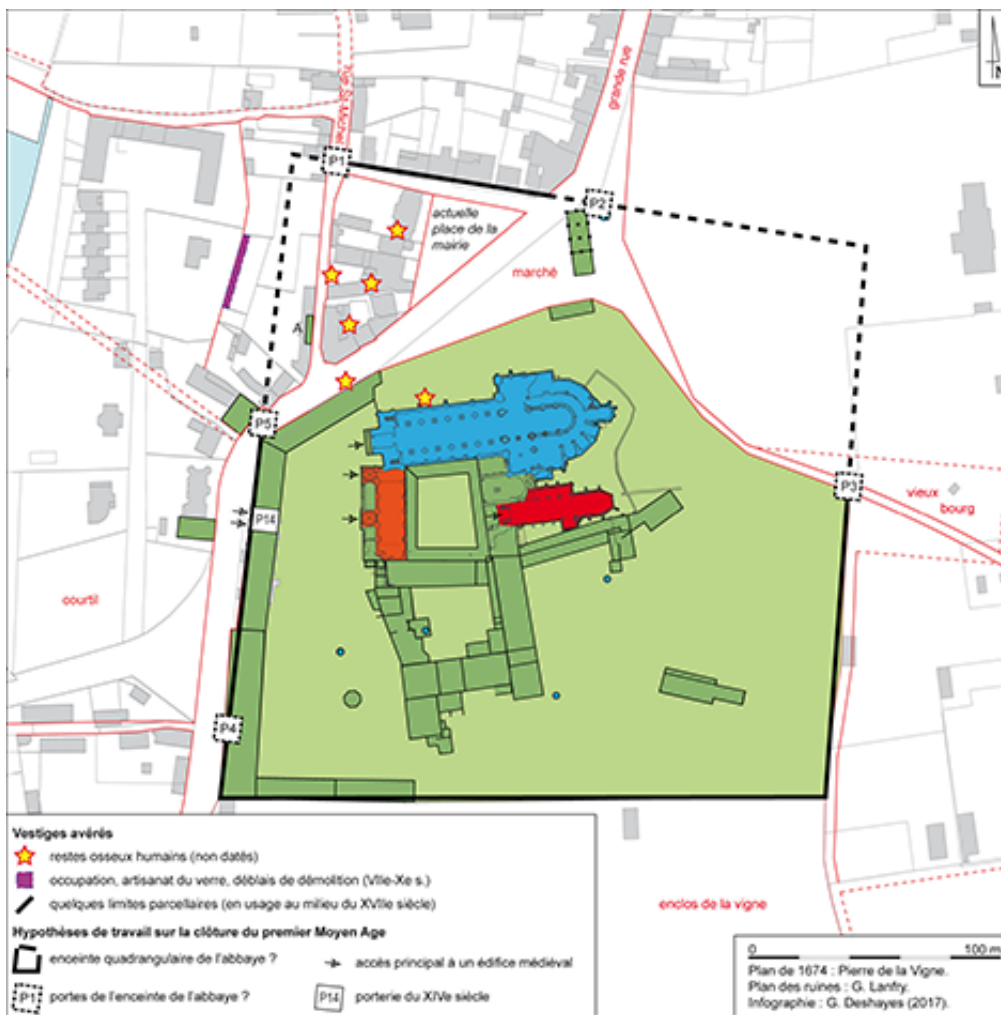 N
rue St-Michel
grande rue
P1
P2
actuelle
place de la
mairie
marché
A
P5
P3
vieux
bourg
P14
courtil
P4
enclos de la vigne
Vestiges avérés
restes osseux humains (non datés)
occupation, artisanat du verre, déblais de démolition (VIIe-Xe s.)
quelques limites parcellaires (en usage au milieu du XVIIe siècle)
Hypothèses de travail sur la clôture du premier Moyen Age
enceinte quadrangulaire de l'abbaye ?
accès principal à un édifice médiéval
P1 portes de l'enceinte de l'abbaye ?
P14 porterie du XIVe siècle
0 100 m
Plan de 1674 : Pierre de la Vigne.
Plan des ruines : G. Lanfry.
Infographie : G. Deshayes (2017).